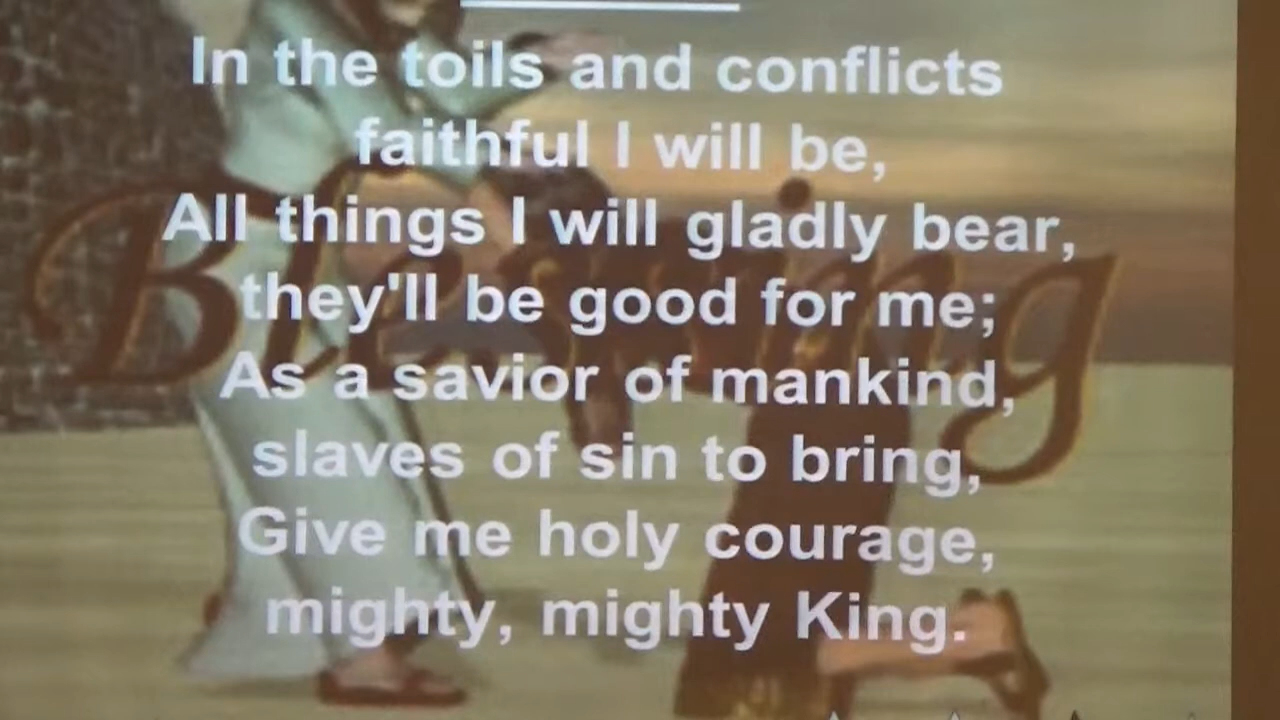 In the toils and conflicts
faithful I will be,
All things I will gladly bear,
they'll be good for me;
As a savior of mankind,
slaves of sin to bring,
Give me holy courage,
mighty, mighty King.
Blessing